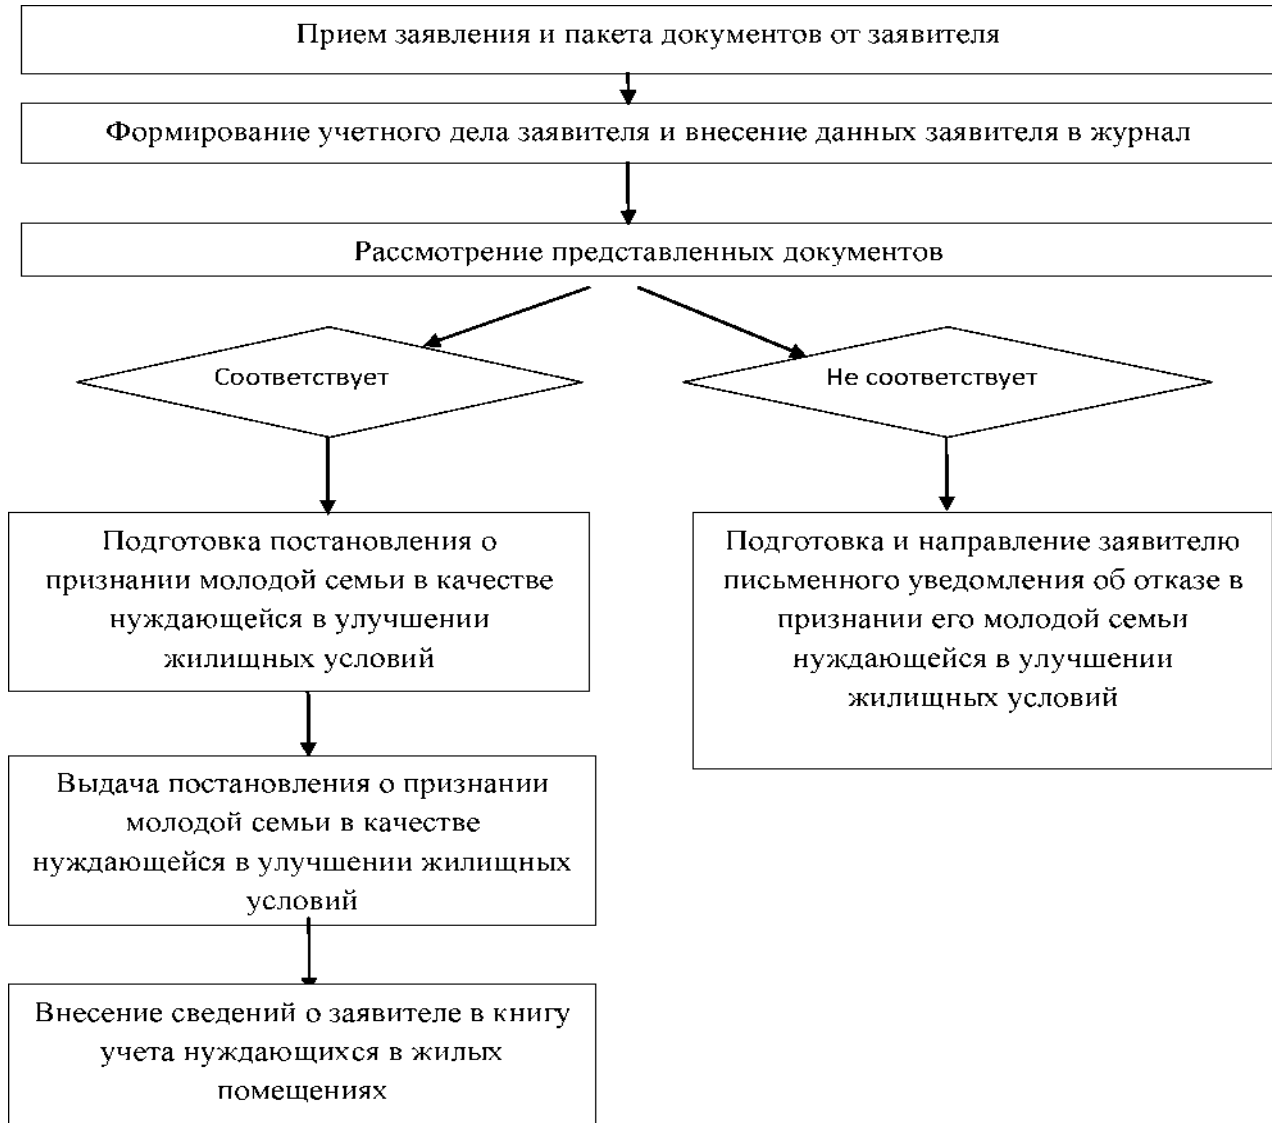 Прием заявления и пакета документов от заявителя
Формирование учетного дела заявителя и внесение данных заявителя в журнал
Рассмотрение представленных документов
Соответствует
Не соответствует
Подготовка постановления о
признании молодой семьи в качестве
нуждающейся в улучшении
жилищных условий
Подготовка и направление заявителю
письменного уведомления об отказе в
признании его молодой семьи
нуждающейся в улучшении
жилищных условий
Выдача постановления о признании
молодой семьи в качестве
нуждающейся в улучшении жилищных
условий
Внесение сведений о заявителе в книгу
учета нуждающихся в жилых
помещениях